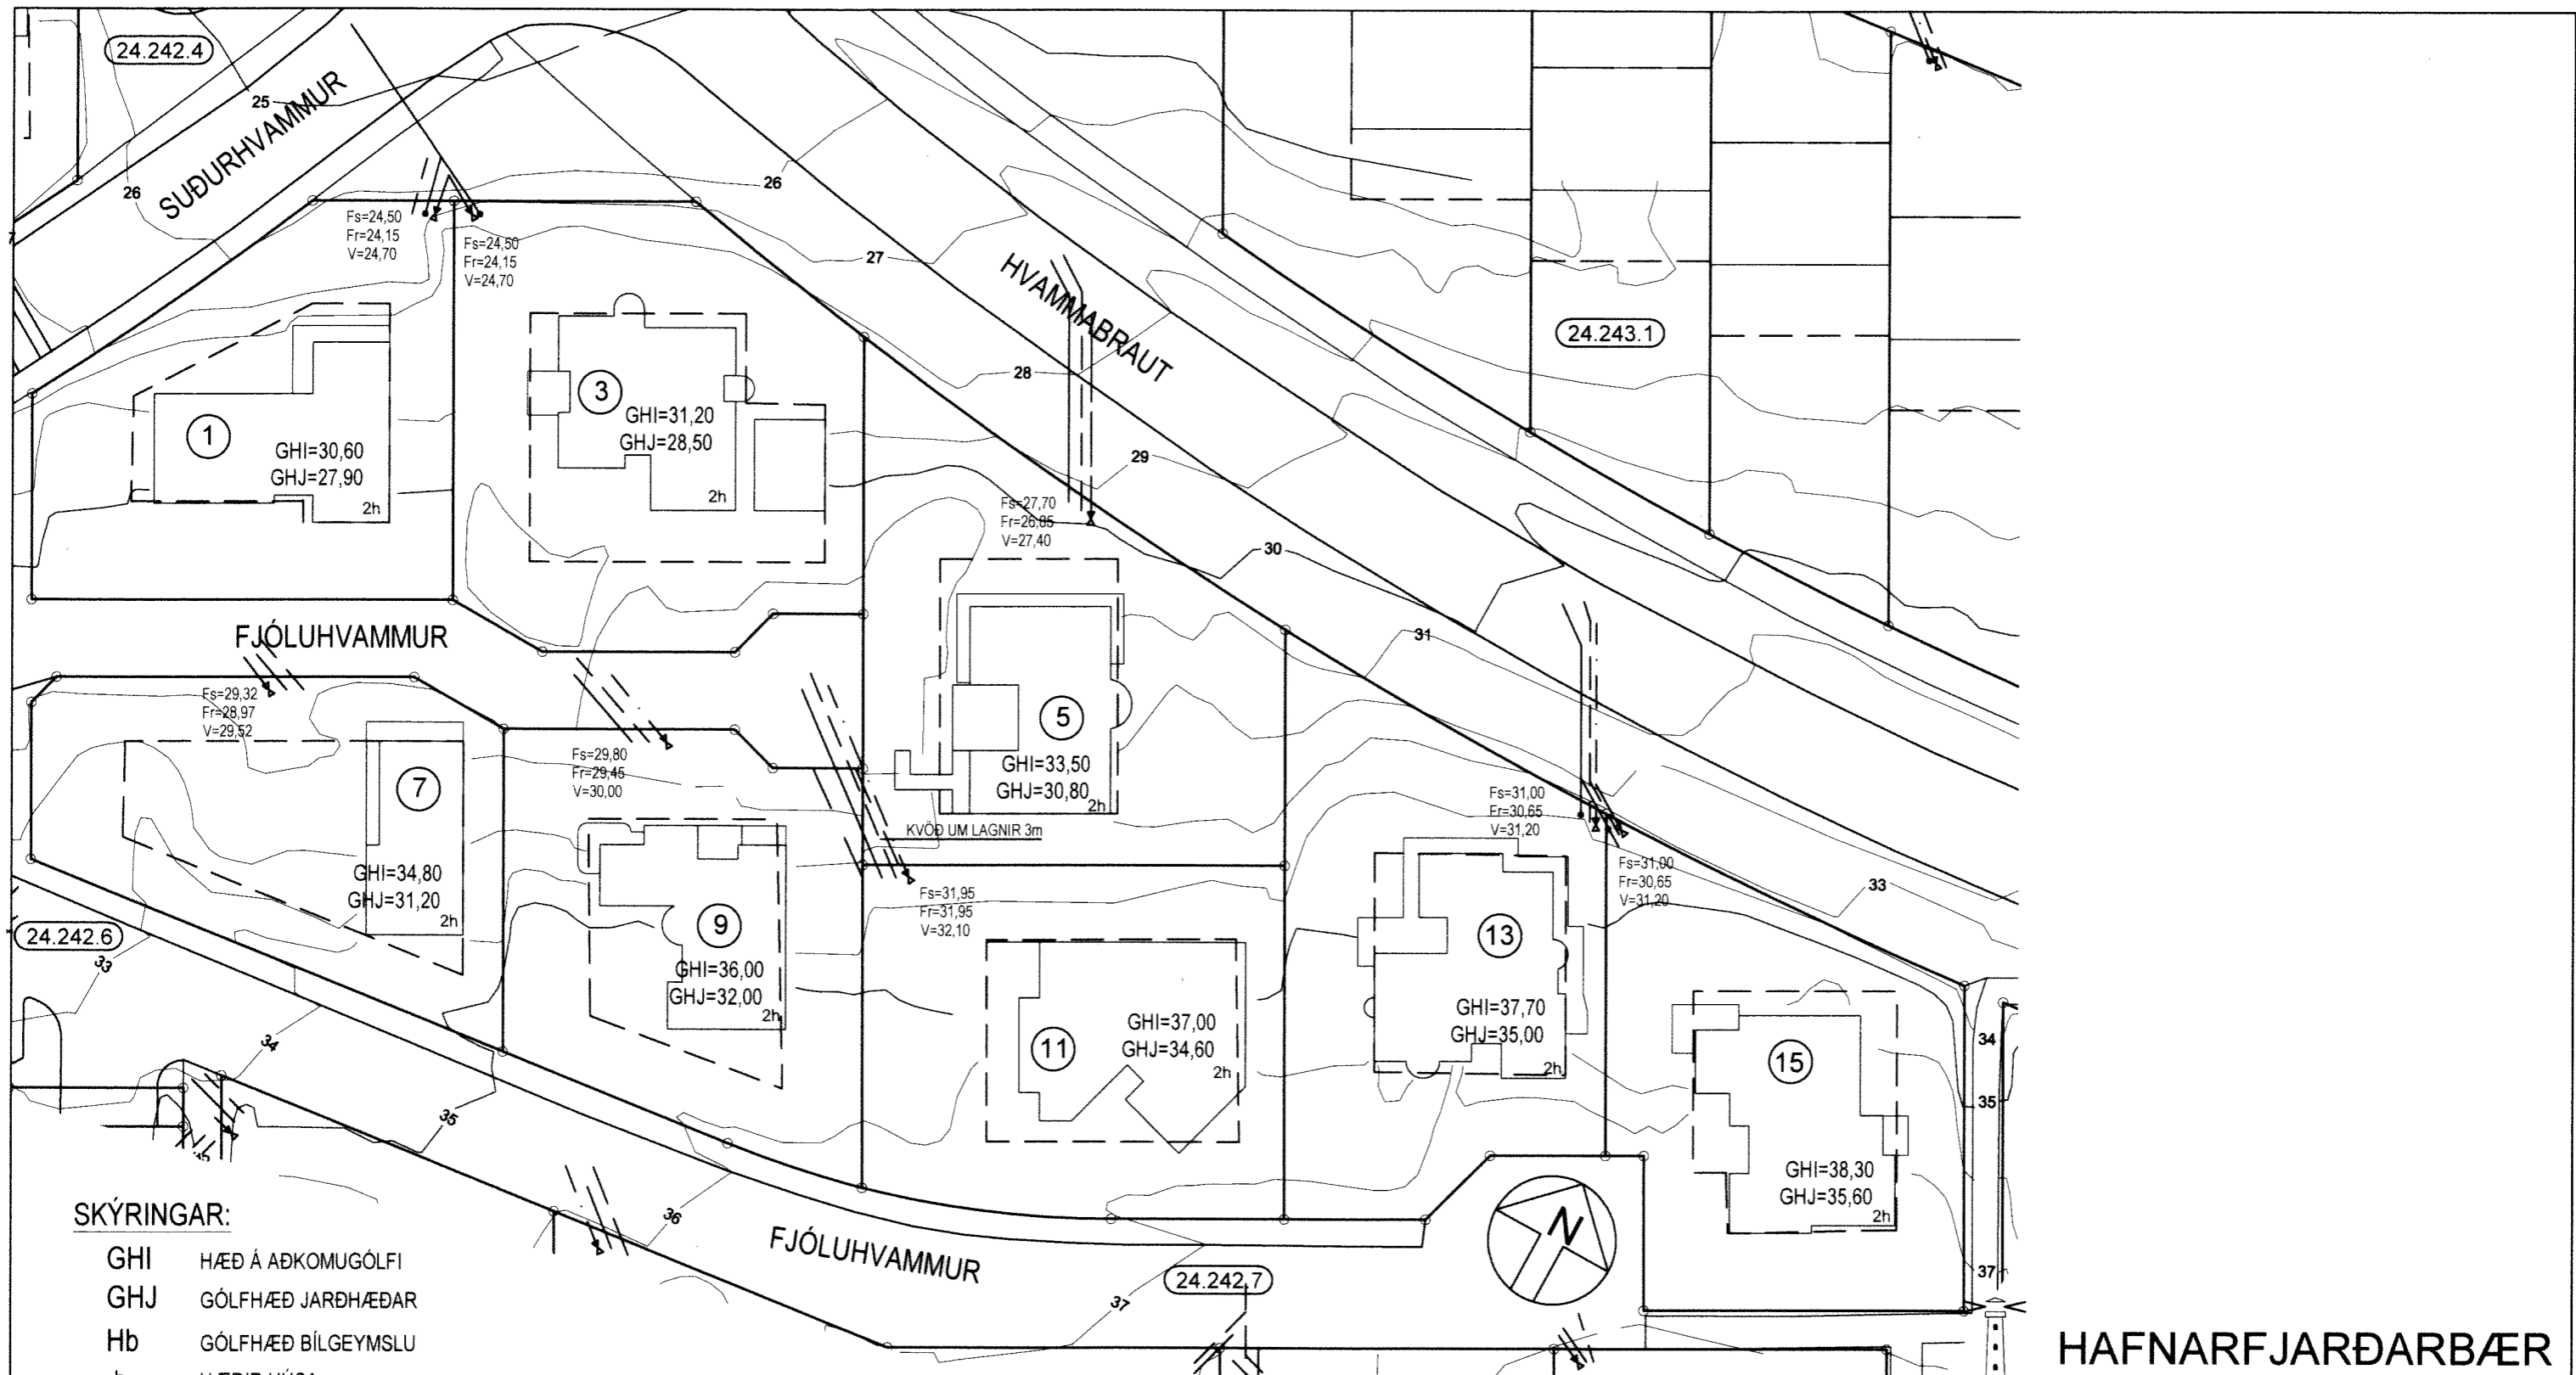 24.242.4
25
SUÐURHVAMMUR
26
26
Fs=24,50
Fr=24,15
V=24,70
Fs=24,50
Fr=24,15
V=24,70
27
HVAMMABRAUT
28
24.243.1
1
GHI=30,60
GHJ=27,90
2h
3
GHI=31,20
GHJ=28,50
2h
29
Fs=27,70
Fr=26,85
V=27,40
30
31
FJÓLUHVAMMUR
Fs=29,32
Fr=28,97
V=29,52
7
GHI=34,80
GHJ=31,20
2h
Fs=29,80
Fr=29,45
V=30,00
5
GHI=33,50
GHJ=30,80
2h
KVÖÐ UM LAGNIR 3m
Fs=31,00
Fr=30,65
V=31,20
Fs=31,00
Fr=30,65
V=31,20
33
24.242.6
33
9
GHI=36,00
GHJ=32,00
2h
Fs=31,95
Fr=31,95
V=32,10
11
GHI=37,00
GHJ=34,60
2h
13
GHI=37,70
GHJ=35,00
2h
15
GHI=38,30
GHJ=35,60
2h
34
35
37
34
35
36
FJÓLUHVAMMUR
37
24.242.7
N
SKÝRINGAR:
GHI HÆÐ Á AÐKOMUGÓLFI
GHJ GÓLFHÆÐ JARÐHÆÐAR
Hb GÓLFHÆÐ BÍLGEYMSLU
HAFNARFJARÐARBÆR